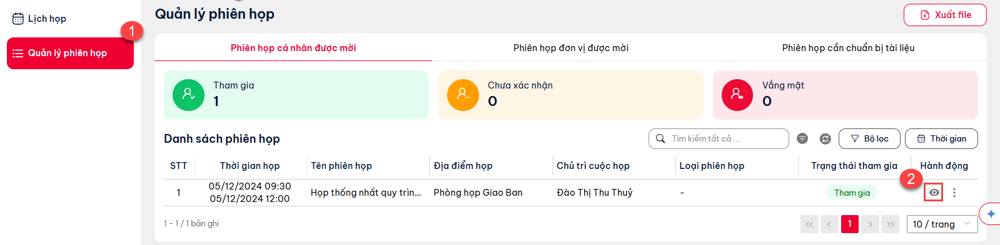 Lịch họp
1
Quản lý phiên họp
Quản lý phiên họp
Xuất file
Phiên họp cá nhân được mời
Phiên họp đơn vị được mời
Phiên họp cần chuẩn bị tài liệu
Tham gia
1
Chưa xác nhận
0
Vắng mặt
0
Danh sách phiên họp
Tìm kiếm tất cả ...
Bộ lọc
Thời gian
STT Thời gian họp Tên phiên họp Địa điểm họp Chủ trì cuộc họp Loại phiên họp Trạng thái tham gia Hành động
2
1 05/12/2024 09:30 05/12/2024 12:00 Họp thống nhất quy trìn... Phòng họp Giao Ban Đào Thị Thu Thuỷ - Tham gia
1 - 1 / 1 bản ghi
<< < 1 > >>
10 / trang